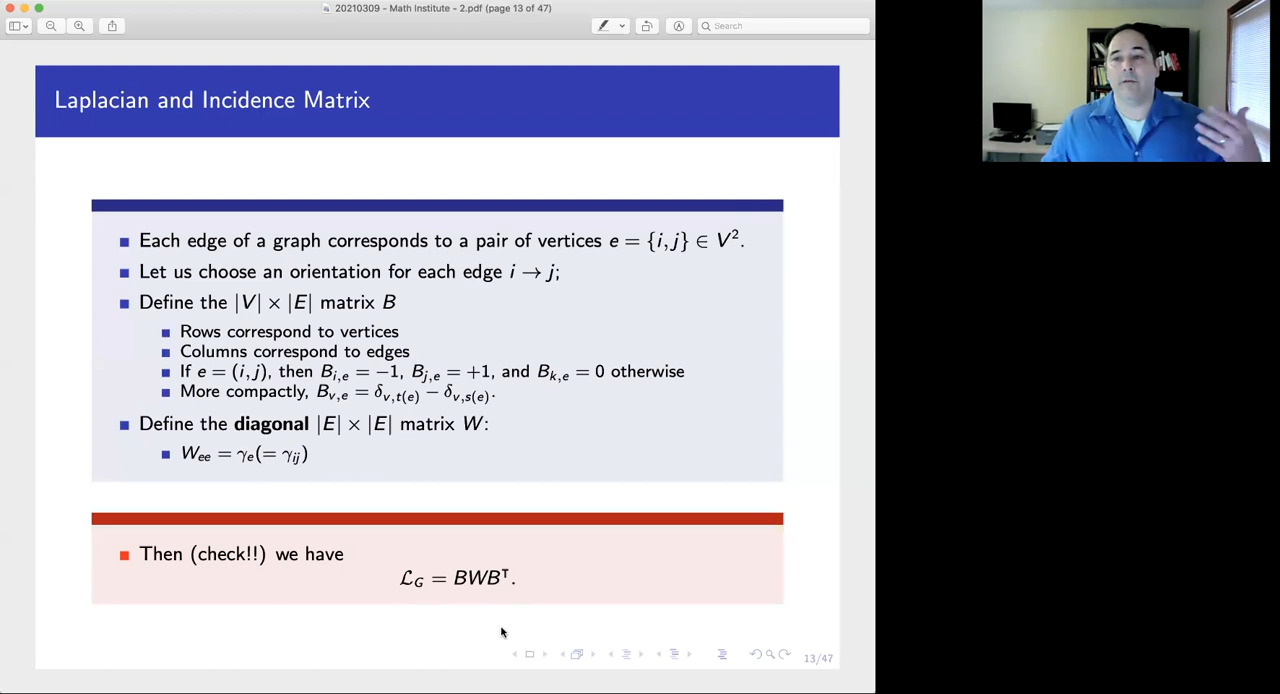 20210309 - Math Institute - 2.pdf (page 13 of 47)
Search
Laplacian and Incidence Matrix
Each edge of a graph corresponds to a pair of vertices e = {i, j} ∈ V².
Let us choose an orientation for each edge i → j;
Define the |V| × |E| matrix B
Rows correspond to vertices
Columns correspond to edges
If e = (i, j), then B_{i,e} = −1, B_{j,e} = +1, and B_{k,e} = 0 otherwise
More compactly, B_{v,e} = δ_{v,t(e)} − δ_{v,s(e)}.
Define the diagonal |E| × |E| matrix W:
W_{ee} = γ_e(= γ_{ij})
Then (check!!) we have
ℒ_G = BWBᵀ.
13/47